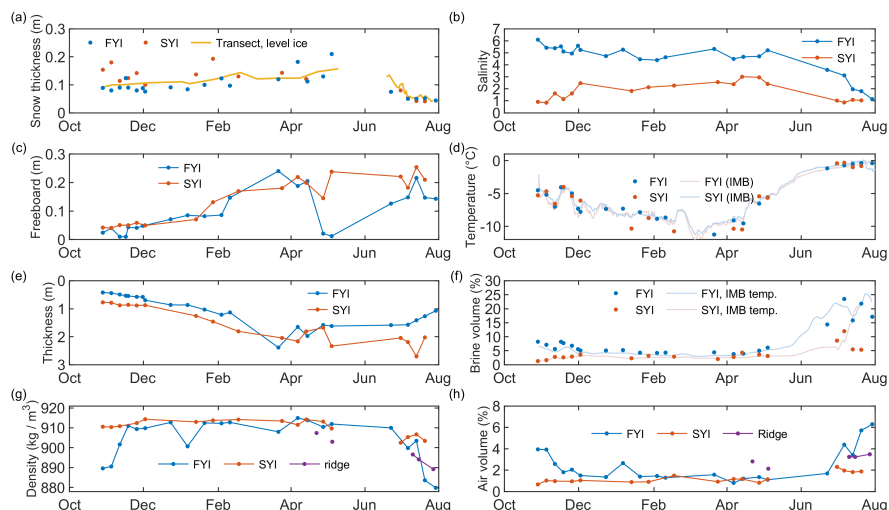 (a)
Snow thickness (m)
0.3
0.2
0.1
0
FYI SYI Transect, level ice
Oct Dec Feb Apr Jun Aug
(b)
Salinity
7
6
5
4
3
2
1
0
FYI
SYI
Oct Dec Feb Apr Jun Aug
(c)
Freeboard (m)
0.3
0.2
0.1
0
FYI
SYI
Oct Dec Feb Apr Jun Aug
(d)
Temperature (°C)
0
-5
-10
FYI FYI (IMB)
SYI SYI (IMB)
Oct Dec Feb Apr Jun Aug
(e)
Thickness (m)
0
1
2
3
FYI
SYI
Oct Dec Feb Apr Jun Aug
(f)
Brine volume (%)
30
25
20
15
10
5
0
FYI FYI, IMB temp.
SYI SYI, IMB temp.
Oct Dec Feb Apr Jun Aug
(g)
Density (kg / m³)
920
910
900
890
880
FYI SYI ridge
Oct Dec Feb Apr Jun Aug
(h)
Air volume (%)
8
6
4
2
0
FYI SYI Ridge
Oct Dec Feb Apr Jun Aug